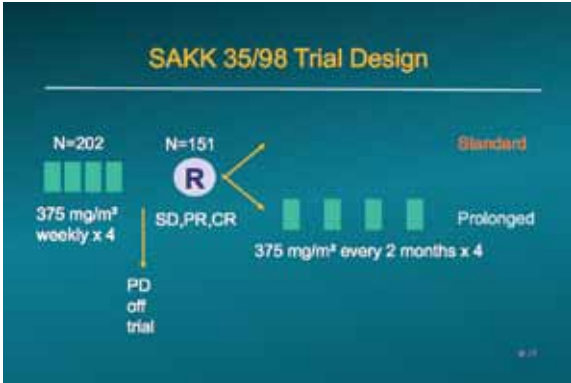 SAKK 35/98 Trial Design
N=202
N=151
Standard
R
375 mg/m²
weekly x 4
SD,PR,CR
Prolonged
375 mg/m² every 2 months x 4
PD
off
trial